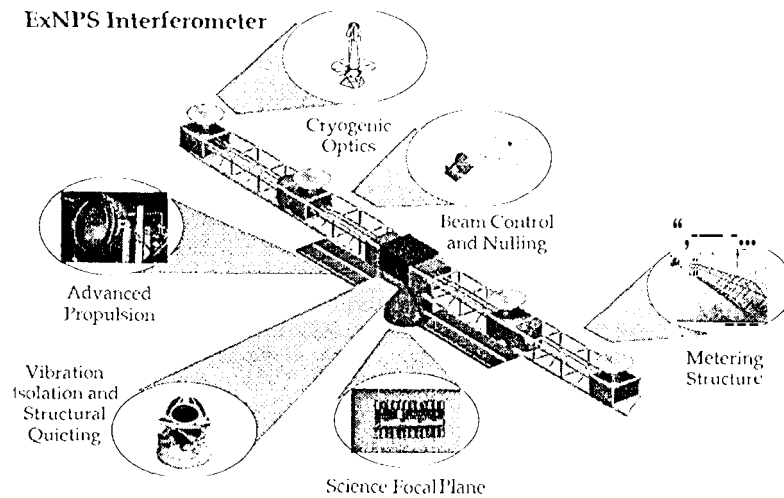 ExNPS Interferometer
Cryogenic
Optics
Beam Control
and Nulling
Advanced
Propulsion
Metering
Structure
Vibration
Isolation and
Structural
Quieting
Science Focal Plane